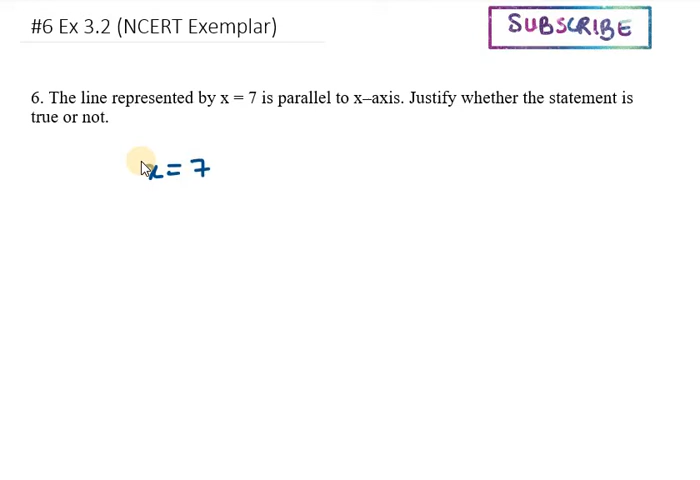 #6 Ex 3.2 (NCERT Exemplar)
SUBSCRIBE
6. The line represented by x = 7 is parallel to x–axis. Justify whether the statement is
true or not.
x = 7